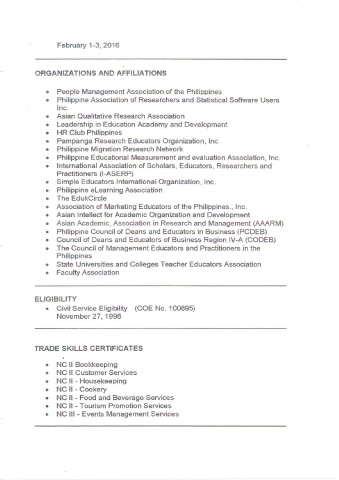 February 1-3, 2016
ORGANIZATIONS AND AFFILIATIONS
• People Management Association of the Philippines
• Philippine Association of Researchers and Statistical Software Users
Inc.
• Asian Qualitative Research Association
• Leadership in Education Academy and Development
• HR Club Philippines
• Pampanga Research Educators Organization, Inc.
• Philippine Migration Research Network
• Philippine Educational Measurement and evaluation Association, Inc.
• International Association of Scholars, Educators, Researchers and
Practitioners (I-ASERP)
• Simple Educators International Organization, Inc.
• Philippine eLearning Association
• The EdukCircle
• Association of Marketing Educators of the Philippines., Inc.
• Asian Intellect for Academic Organization and Development
• Asian Academic, Association in Research and Management (AAARM)
• Philippine Council of Deans and Educators in Business (PCDEB)
• Council of Deans and Educators of Business Region IV-A (CODEB)
• The Council of Management Educators and Practitioners in the
Philippines
• State Universities and Colleges Teacher Educators Association
• Faculty Association
ELIGIBILITY
• Civil Service Eligibility (COE No. 100895)
November 27, 1998
TRADE SKILLS CERTIFICATES
• NC II Bookkeeping
• NC II Customer Services
• NC II - Housekeeping
• NC II - Cookery
• NC II - Food and Beverage Services
• NC II - Tourism Promotion Services
• NC III - Events Management Services